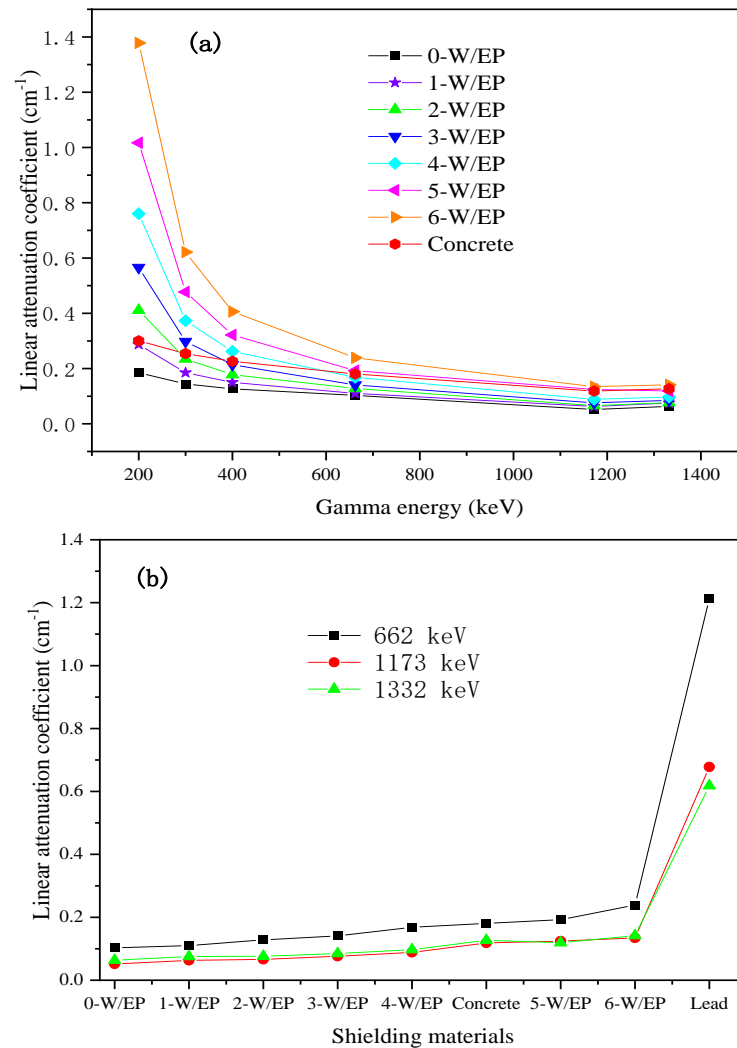 (a)
0-W/EP
1-W/EP
2-W/EP
3-W/EP
4-W/EP
5-W/EP
6-W/EP
Concrete
Linear attenuation coefficient (cm⁻¹)
1.4
1.2
1.0
0.8
0.6
0.4
0.2
0.0
200 400 600 800 1000 1200 1400
Gamma energy (keV)
(b)
662 keV
1173 keV
1332 keV
Linear attenuation coefficient (cm⁻¹)
1.4
1.2
1.0
0.8
0.6
0.4
0.2
0.0
0-W/EP 1-W/EP 2-W/EP 3-W/EP 4-W/EP Concrete 5-W/EP 6-W/EP Lead
Shielding materials